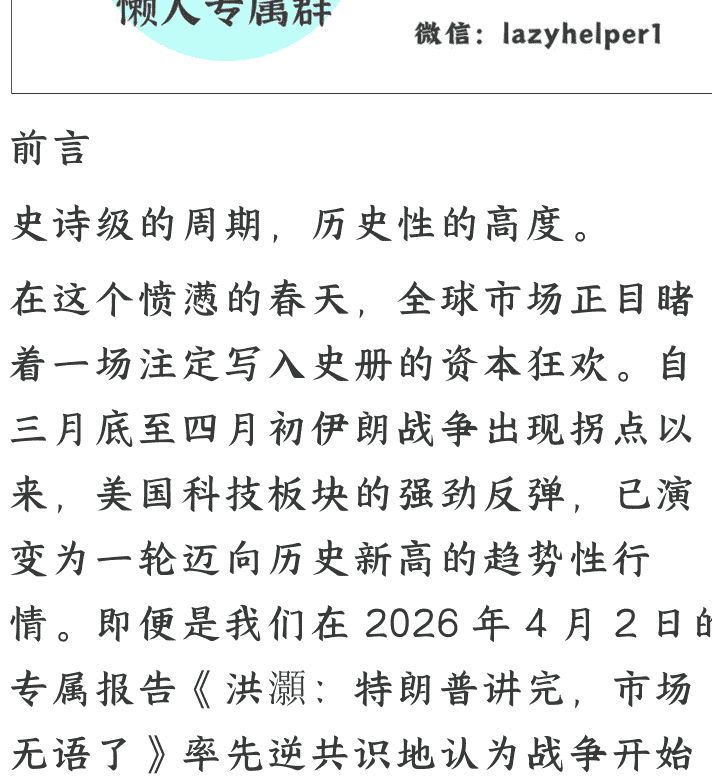 懒人专属群
微信：lazyhelper1
前言
史诗级的周期，历史性的高度。
在这个愤懑的春天，全球市场正目睹
着一场注定写入史册的资本狂欢。自
三月底至四月初伊朗战争出现拐点以
来，美国科技板块的强劲反弹，已演
变为一轮迈向历史新高的趋势性行
情。即便是我们在 2026 年 4 月 2 日的
专属报告《洪灏：特朗普讲完，市场
无语了》率先逆共识地认为战争开始